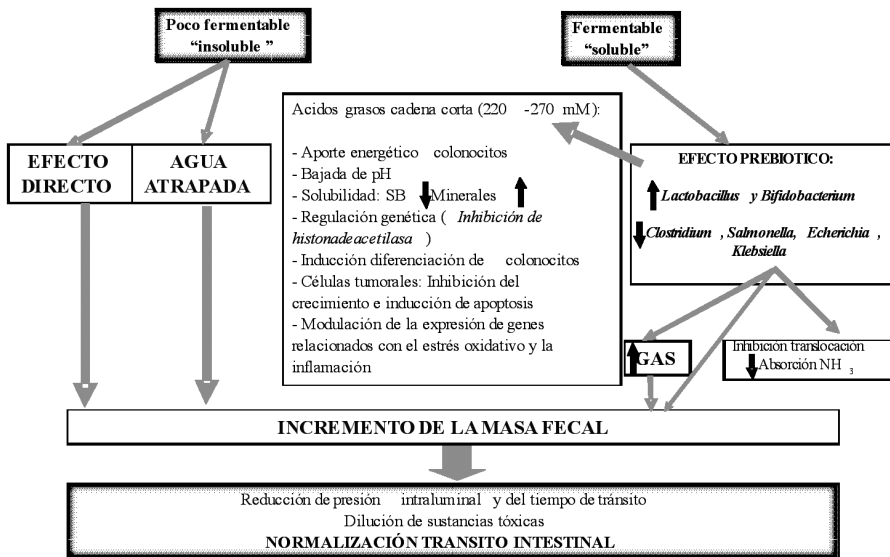 Poco fermentable
“insoluble ”
Fermentable
“soluble”
EFECTO
DIRECTO
AGUA
ATRAPADA
Acidos grasos cadena corta (220 -270 mM):
- Aporte energético colonocitos
- Bajada de pH
- Solubilidad: SB Minerales
- Regulación genética ( Inhibición de
histonadeacetilasa )
- Inducción diferenciación de colonocitos
- Células tumorales: Inhibición del
crecimiento e inducción de apoptosis
- Modulación de la expresión de genes
relacionados con el estrés oxidativo y la
inflamación
EFECTO PREBIOTICO:
Lactobacillus y Bifidobacterium
Clostridium , Salmonella, Echerichia ,
Klebsiella
GAS
Inhibición translocación
Absorción NH 3
INCREMENTO DE LA MASA FECAL
Reducción de presión intraluminal y del tiempo de tránsito
Dilución de sustancias tóxicas
NORMALIZACIÓN TRANSITO INTESTINAL